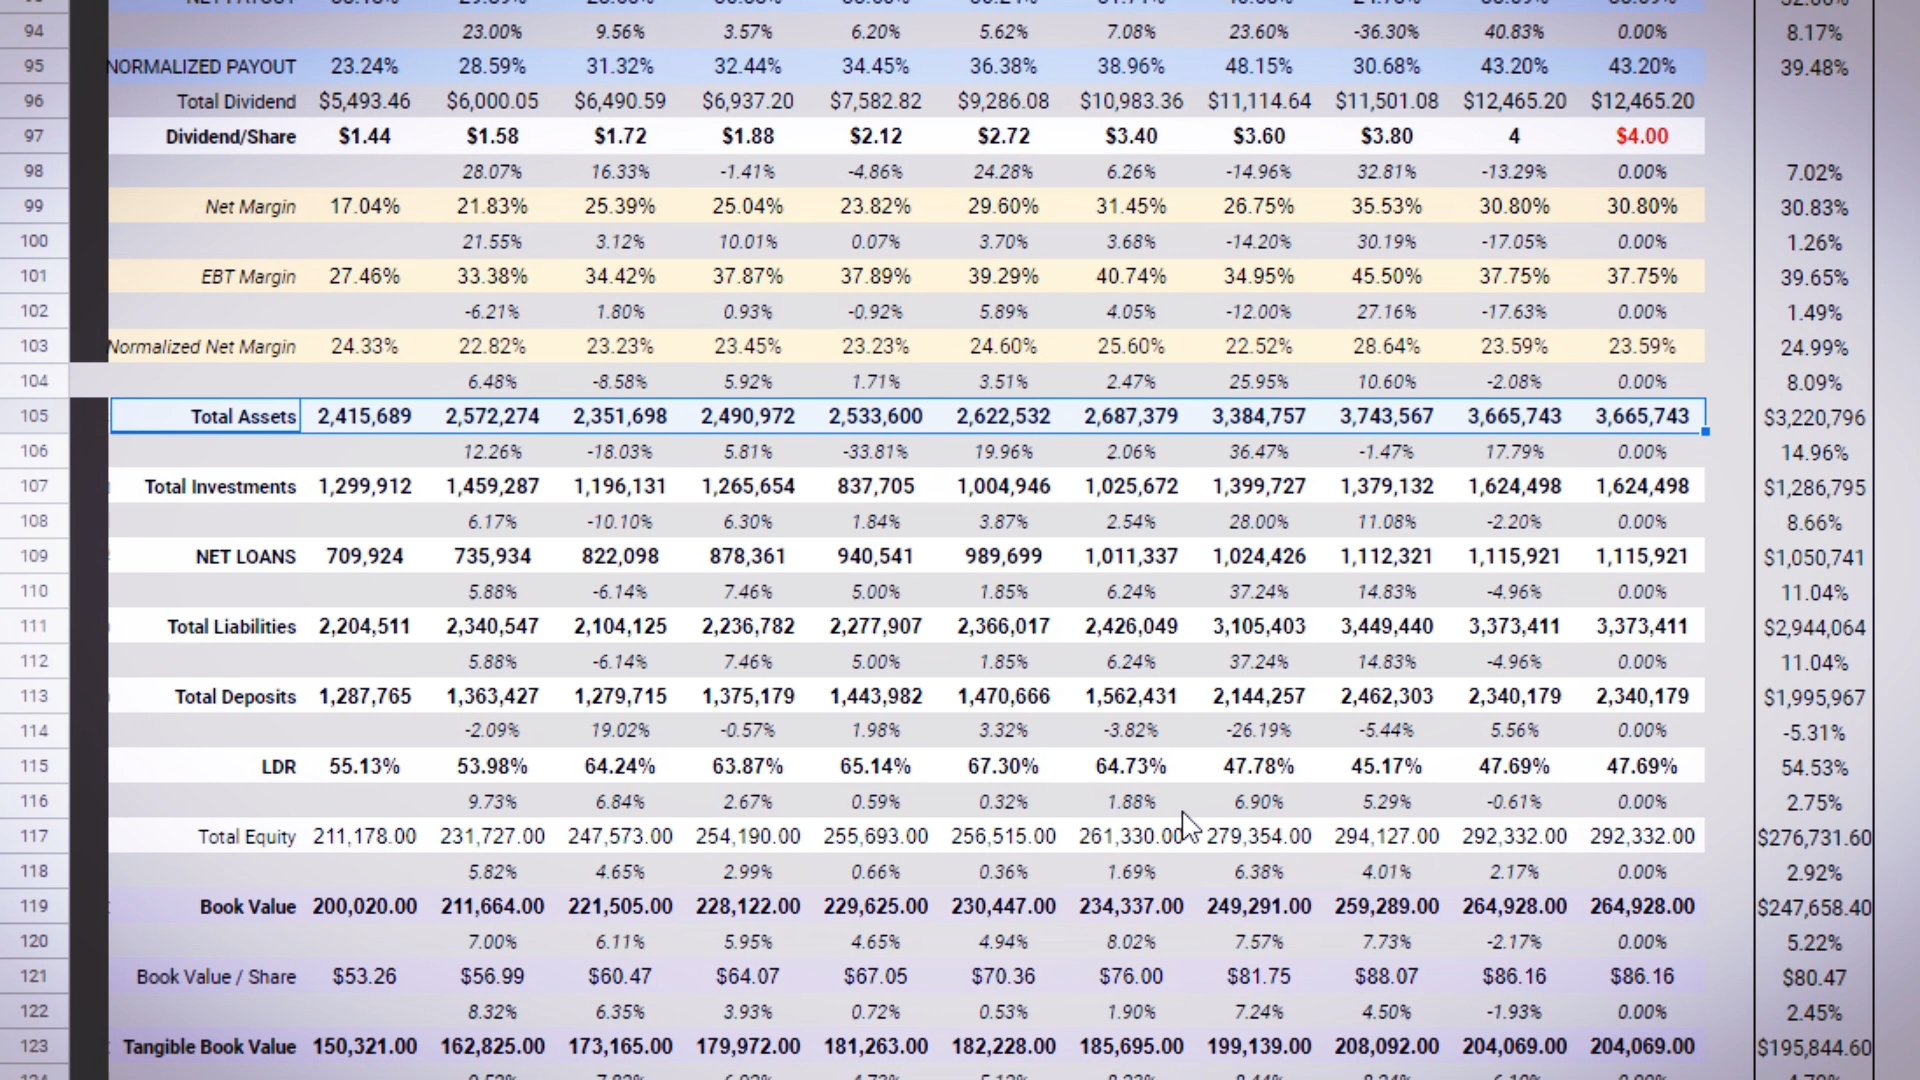 94 23.00% 9.56% 3.57% 6.20% 5.62% 7.08% 23.60% -36.30% 40.83% 0.00% 8.17%
95 NORMALIZED PAYOUT 23.24% 28.59% 31.32% 32.44% 34.45% 36.38% 38.96% 48.15% 30.68% 43.20% 43.20% 39.48%
96 Total Dividend $5,493.46 $6,000.05 $6,490.59 $6,937.20 $7,582.82 $9,286.08 $10,983.36 $11,114.64 $11,501.08 $12,465.20 $12,465.20
97 Dividend/Share $1.44 $1.58 $1.72 $1.88 $2.12 $2.72 $3.40 $3.60 $3.80 4 $4.00
98 28.07% 16.33% -1.41% -4.86% 24.28% 6.26% -14.96% 32.81% -13.29% 0.00% 7.02%
99 Net Margin 17.04% 21.83% 25.39% 25.04% 23.82% 29.60% 31.45% 26.75% 35.53% 30.80% 30.80% 30.83%
100 21.55% 3.12% 10.01% 0.07% 3.70% 3.68% -14.20% 30.19% -17.05% 0.00% 1.26%
101 EBT Margin 27.46% 33.38% 34.42% 37.87% 37.89% 39.29% 40.74% 34.95% 45.50% 37.75% 37.75% 39.65%
102 -6.21% 1.80% 0.93% -0.92% 5.89% 4.05% -12.00% 27.16% -17.63% 0.00% 1.49%
103 Normalized Net Margin 24.33% 22.82% 23.23% 23.45% 23.23% 24.60% 25.60% 22.52% 28.64% 23.59% 23.59% 24.99%
104 6.48% -8.58% 5.92% 1.71% 3.51% 2.47% 25.95% 10.60% -2.08% 0.00% 8.09%
105 Total Assets 2,415,689 2,572,274 2,351,698 2,490,972 2,533,600 2,622,532 2,687,379 3,384,757 3,743,567 3,665,743 3,665,743 $3,220,796
106 12.26% -18.03% 5.81% -33.81% 19.96% 2.06% 36.47% -1.47% 17.79% 0.00% 14.96%
107 Total Investments 1,299,912 1,459,287 1,196,131 1,265,654 837,705 1,004,946 1,025,672 1,399,727 1,379,132 1,624,498 1,624,498 $1,286,795
108 6.17% -10.10% 6.30% 1.84% 3.87% 2.54% 28.00% 11.08% -2.20% 0.00% 8.66%
109 NET LOANS 709,924 735,934 822,098 878,361 940,541 989,699 1,011,337 1,024,426 1,112,321 1,115,921 1,115,921 $1,050,741
110 5.88% -6.14% 7.46% 5.00% 1.85% 6.24% 37.24% 14.83% -4.96% 0.00% 11.04%
111 Total Liabilities 2,204,511 2,340,547 2,104,125 2,236,782 2,277,907 2,366,017 2,426,049 3,105,403 3,449,440 3,373,411 3,373,411 $2,944,064
112 5.88% -6.14% 7.46% 5.00% 1.85% 6.24% 37.24% 14.83% -4.96% 0.00% 11.04%
113 Total Deposits 1,287,765 1,363,427 1,279,715 1,375,179 1,443,982 1,470,666 1,562,431 2,144,257 2,462,303 2,340,179 2,340,179 $1,995,967
114 -2.09% 19.02% -0.57% 1.98% 3.32% -3.82% -26.19% -5.44% 5.56% 0.00% -5.31%
115 LDR 55.13% 53.98% 64.24% 63.87% 65.14% 67.30% 64.73% 47.78% 45.17% 47.69% 47.69% 54.53%
116 9.73% 6.84% 2.67% 0.59% 0.32% 1.88% 6.90% 5.29% -0.61% 0.00% 2.75%
117 Total Equity 211,178.00 231,727.00 247,573.00 254,190.00 255,693.00 256,515.00 261,330.00 279,354.00 294,127.00 292,332.00 292,332.00 $276,731.60
118 5.82% 4.65% 2.99% 0.66% 0.36% 1.69% 6.38% 4.01% 2.17% 0.00% 2.92%
119 Book Value 200,020.00 211,664.00 221,505.00 228,122.00 229,625.00 230,447.00 234,337.00 249,291.00 259,289.00 264,928.00 264,928.00 $247,658.40
120 7.00% 6.11% 5.95% 4.65% 4.94% 8.02% 7.57% 7.73% -2.17% 0.00% 5.22%
121 Book Value / Share $53.26 $56.99 $60.47 $64.07 $67.05 $70.36 $76.00 $81.75 $88.07 $86.16 $86.16 $80.47
122 8.32% 6.35% 3.93% 0.72% 0.53% 1.90% 7.24% 4.50% -1.93% 0.00% 2.45%
123 Tangible Book Value 150,321.00 162,825.00 173,165.00 179,972.00 181,263.00 182,228.00 185,695.00 199,139.00 208,092.00 204,069.00 204,069.00 $195,844.60